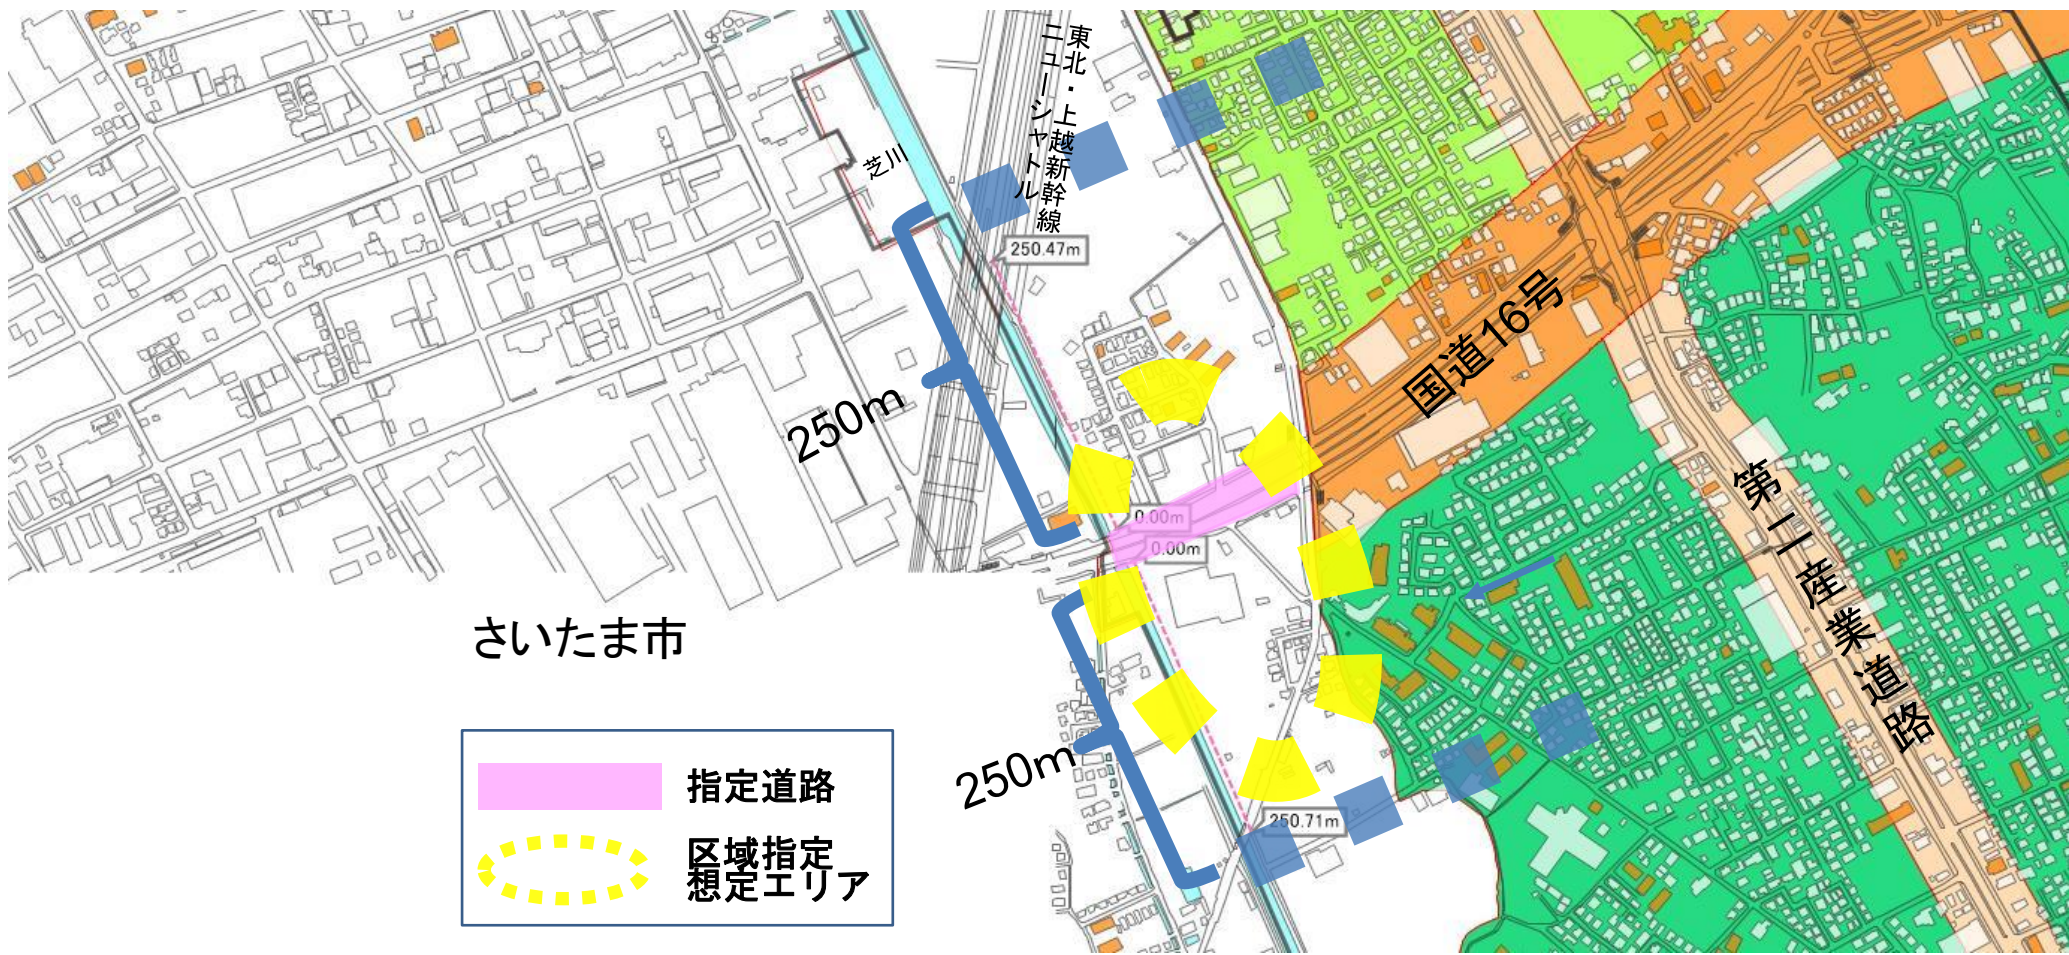 東北・上越新幹線
ニューシャトル
芝川
250.47m
国道16号
250m
0.00m
0.00m
第二産業道路
さいたま市
250m
250.71m
指定道路
区域指定
想定エリア